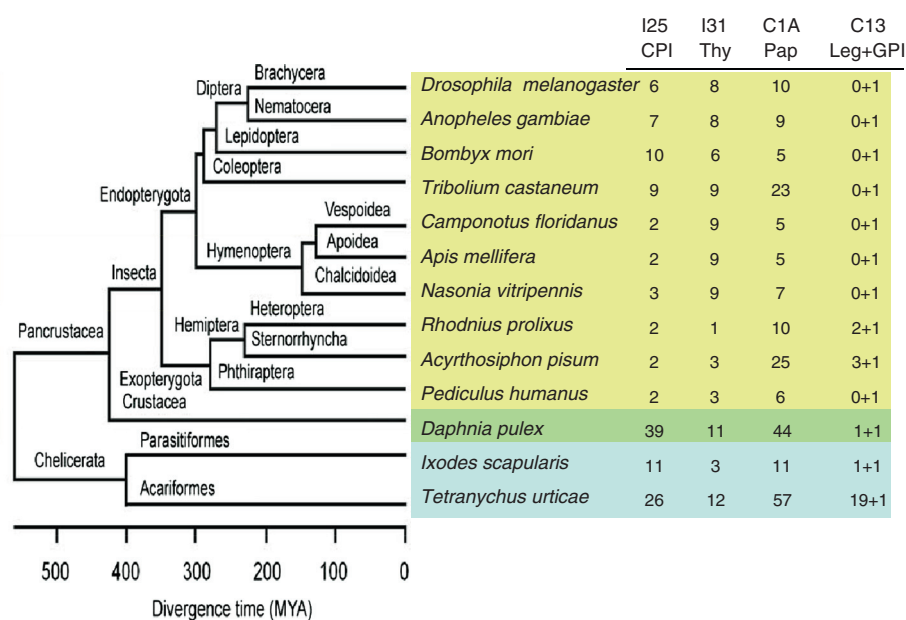 I25 I31 C1A C13
CPI Thy Pap Leg+GPI
Brachycera
Diptera
Nematocera
Lepidoptera
Coleoptera
Endopterygota
Vespoidea
Apoidea
Hymenoptera
Chalcidoidea
Insecta
Heteroptera
Hemiptera
Sternorrhyncha
Pancrustacea
Phthiraptera
Exopterygota
Crustacea
Parasitiformes
Chelicerata
Acariformes
Drosophila melanogaster 6 8 10 0+1
Anopheles gambiae 7 8 9 0+1
Bombyx mori 10 6 5 0+1
Tribolium castaneum 9 9 23 0+1
Camponotus floridanus 2 9 5 0+1
Apis mellifera 2 9 5 0+1
Nasonia vitripennis 3 9 7 0+1
Rhodnius prolixus 2 1 10 2+1
Acyrthosiphon pisum 2 3 25 3+1
Pediculus humanus 2 3 6 0+1
Daphnia pulex 39 11 44 1+1
Ixodes scapularis 11 3 11 1+1
Tetranychus urticae 26 12 57 19+1
500 400 300 200 100 0
Divergence time (MYA)